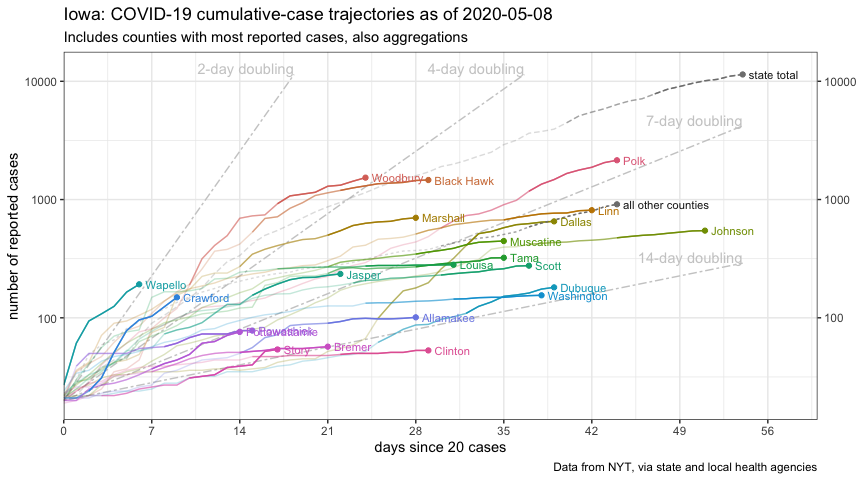 Iowa: COVID-19 cumulative-case trajectories as of 2020-05-08
Includes counties with most reported cases, also aggregations
2-day doubling
4-day doubling
7-day doubling
14-day doubling
state total
Polk
Woodbury
Black Hawk
all other counties
Linn
Marshall
Dallas
Johnson
Muscatine
Tama
Louisa
Scott
Jasper
Wapello
Crawford
Dubuque
Washington
Allamakee
Poweshiek
Pottawattamie
Story
Bremer
Clinton
10000
1000
100
10000
1000
100
0 7 14 21 28 35 42 49 56
number of reported cases
days since 20 cases
Data from NYT, via state and local health agencies